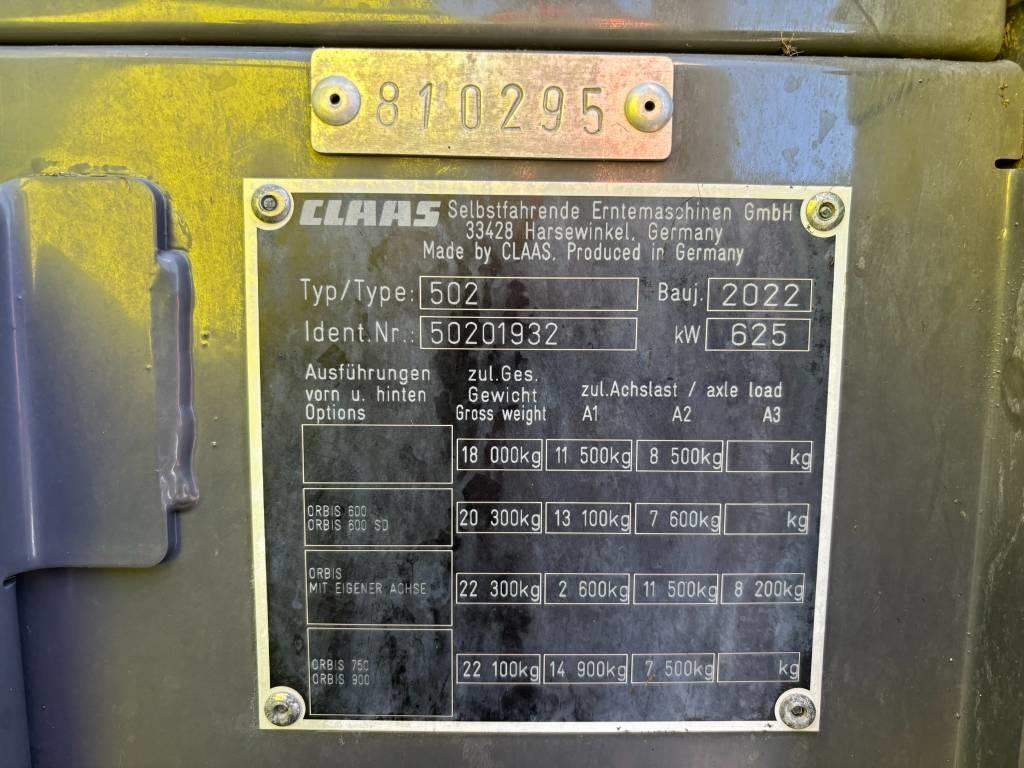 810295
CLAAS Selbstfahrende Erntemaschinen GmbH
33428 Harsewinkel, Germany
Made by CLAAS, Produced in Germany
Typ/Type: 502 Bauj. 2022
Ident.Nr.: 50201932 kW 625
Ausführungen zul.Ges.
vorn u. hinten Gewicht zul.Achslast / axle load
Options Gross weight A1 A2 A3
18 000kg 11 500kg 8 500kg kg
ORBIS 600
ORBIS 600 SD
20 300kg 13 100kg 7 600kg kg
ORBIS
MIT EIGENER ACHSE
22 300kg 2 600kg 11 500kg 8 200kg
ORBIS 750
ORBIS 900
22 100kg 14 900kg 7 500kg kg